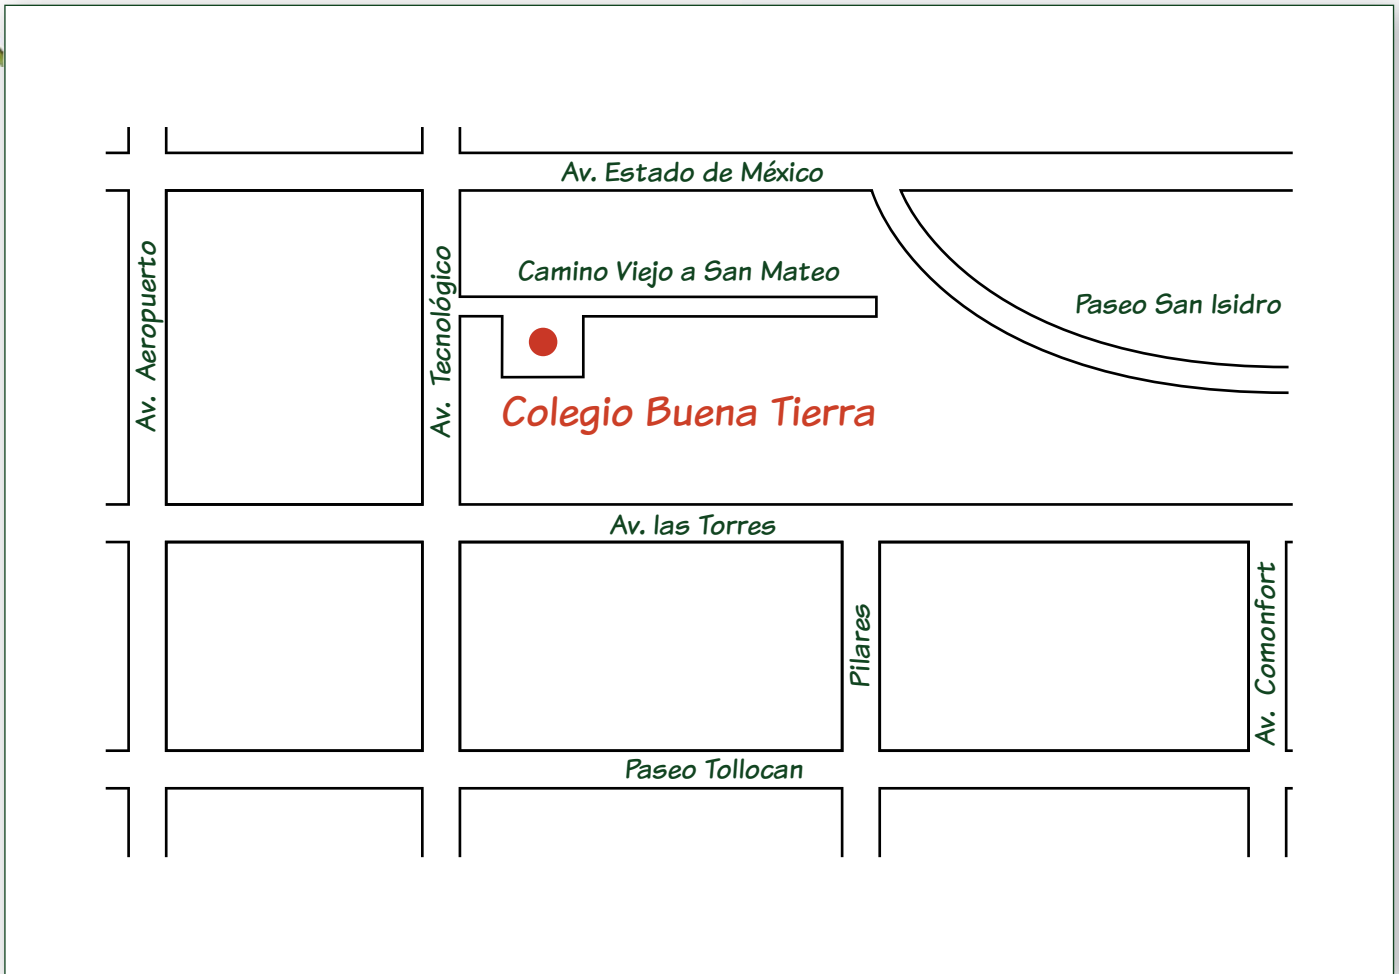 Av. Estado de México
Av. Aeropuerto
Av. Tecnológico
Camino Viejo a San Mateo
Paseo San Isidro
Colegio Buena Tierra
Av. las Torres
Pilares
Av. Comonfort
Paseo Tollocan